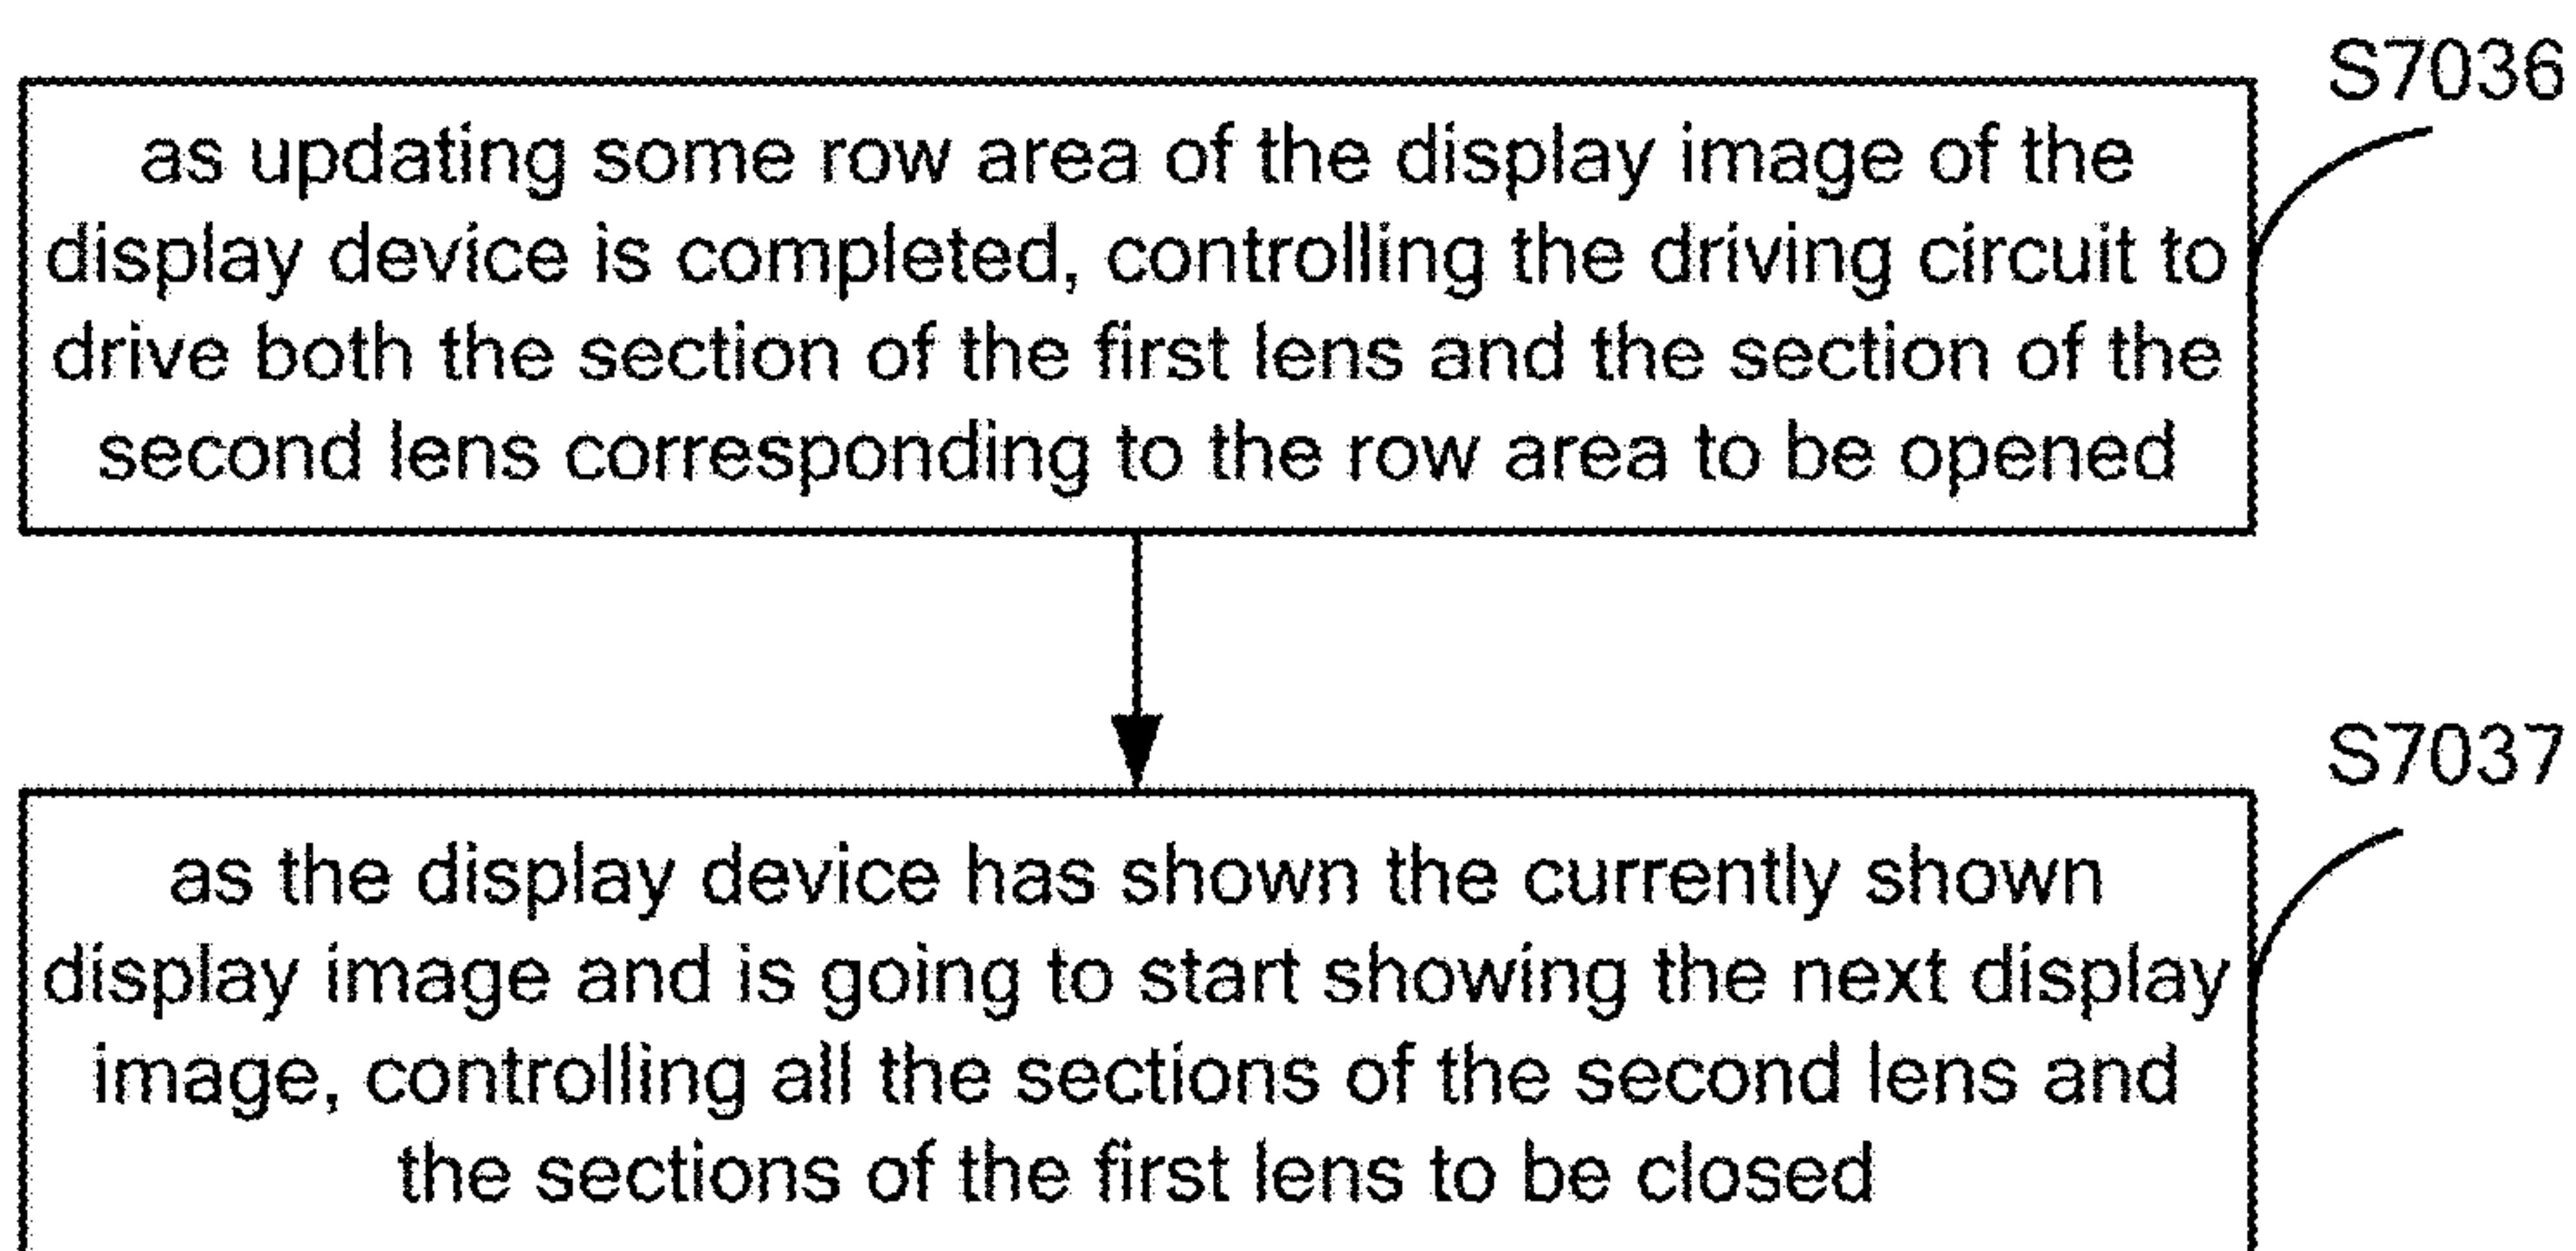 S7036
as updating some row area of the display image of the
display device is completed, controlling the driving circuit to
drive both the section of the first lens and the section of the
second lens corresponding to the row area to be opened
S7037
as the display device has shown the currently shown
display image and is going to start showing the next display
image, controlling all the sections of the second lens and
the sections of the first lens to be closed